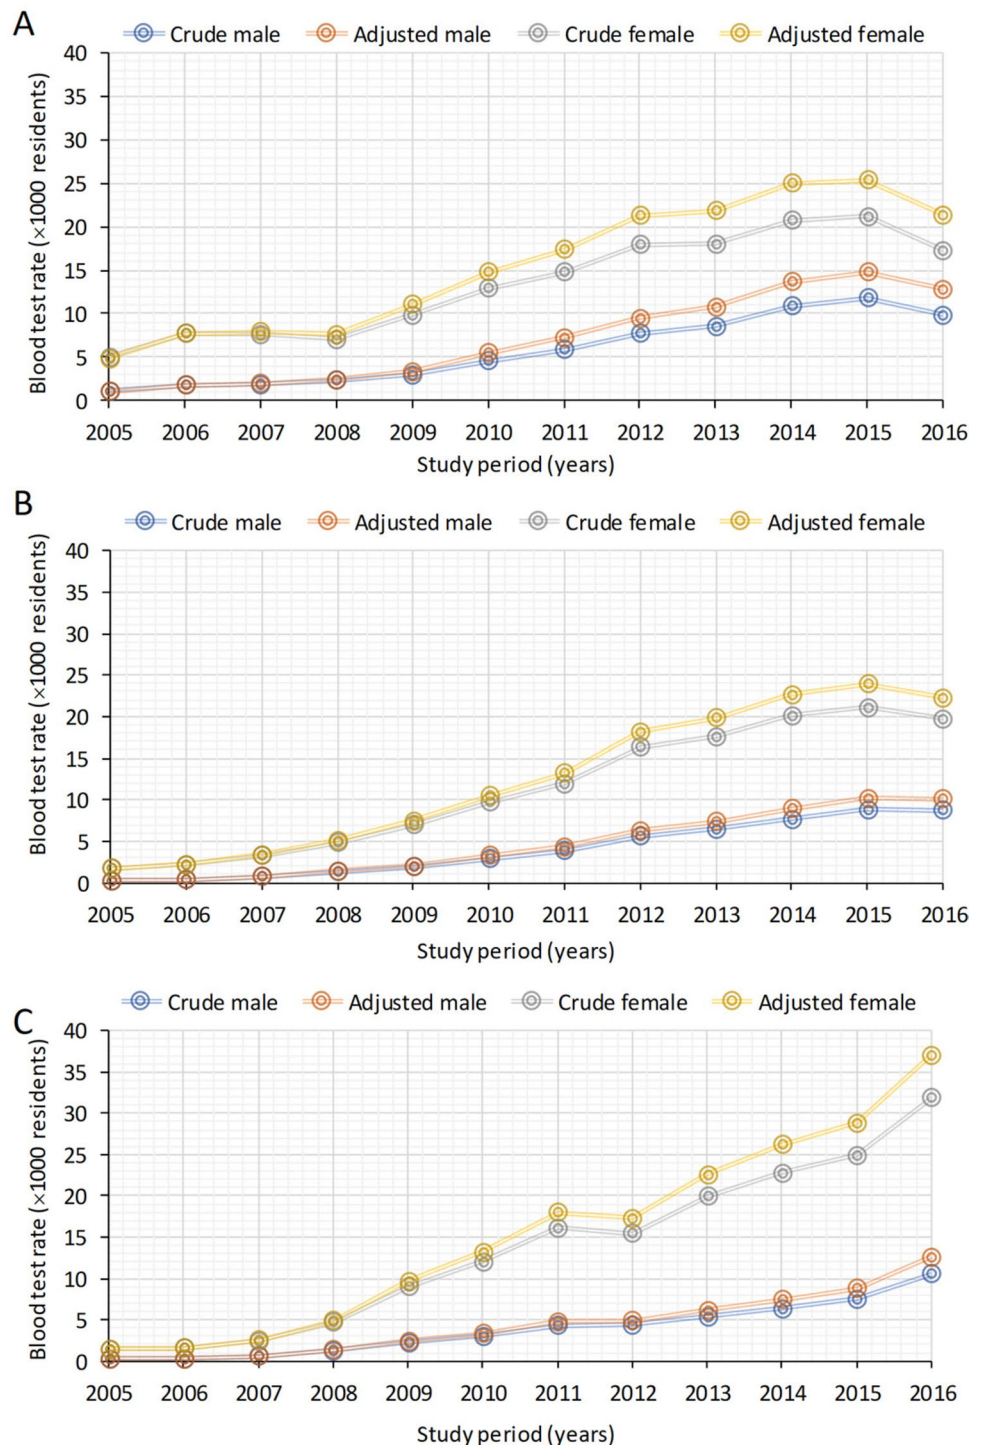 A
Crude male Adjusted male Crude female Adjusted female
Blood test rate (×1000 residents)
40
35
30
25
20
15
10
5
0
2005 2006 2007 2008 2009 2010 2011 2012 2013 2014 2015 2016
Study period (years)
B
Crude male Adjusted male Crude female Adjusted female
Blood test rate (×1000 residents)
40
35
30
25
20
15
10
5
0
2005 2006 2007 2008 2009 2010 2011 2012 2013 2014 2015 2016
Study period (years)
C
Crude male Adjusted male Crude female Adjusted female
Blood test rate (×1000 residents)
40
35
30
25
20
15
10
5
0
2005 2006 2007 2008 2009 2010 2011 2012 2013 2014 2015 2016
Study period (years)